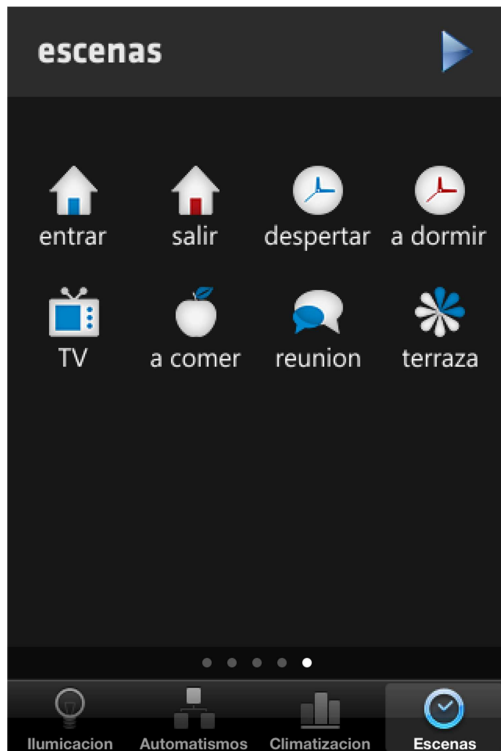 escenas
entrar salir despertar a dormir
TV a comer reunion terraza
Ilumicacion Automatismos Climatizacion Escenas